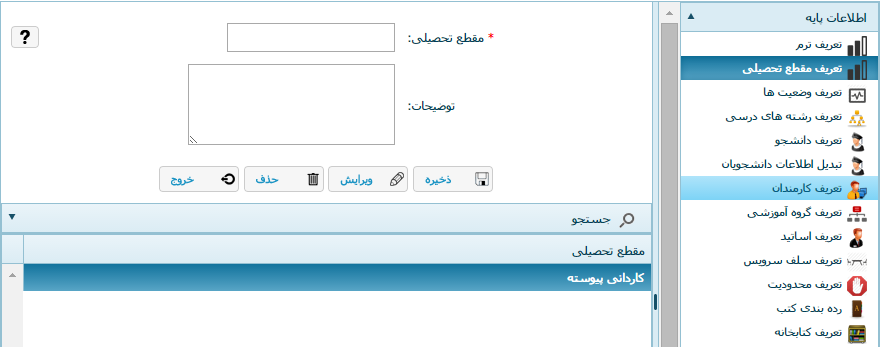 اطلاعات پایه
تعریف ترم
تعریف مقطع تحصیلی
تعریف وضعیت ها
تعریف رشته های درسی
تعریف دانشجو
تبدیل اطلاعات دانشجویان
تعریف کارمندان
تعریف گروه آموزشی
تعریف اساتید
تعریف سلف سرویس
تعریف محدودیت
رده بندی کتب
تعریف کتابخانه
* مقطع تحصیلی:
?
توضیحات:
ذخیره
ویرایش
حذف
خروج
جستجو
مقطع تحصیلی
کاردانی پیوسته